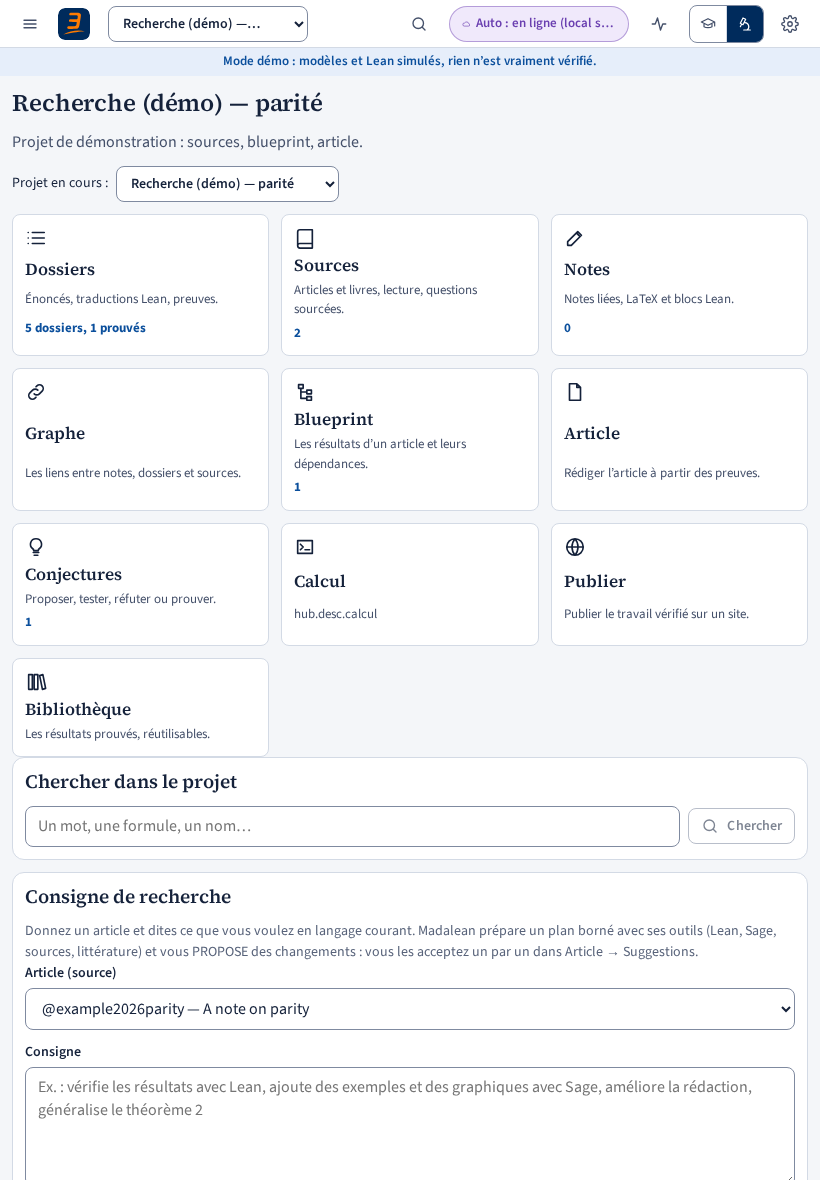 Recherche (démo) —…
Auto : en ligne (local s…
Mode démo : modèles et Lean simulés, rien n’est vraiment vérifié.
Recherche (démo) — parité
Projet de démonstration : sources, blueprint, article.
Projet en cours :
Recherche (démo) — parité
Dossiers
Énoncés, traductions Lean, preuves.
5 dossiers, 1 prouvés
Sources
Articles et livres, lecture, questions
sourcées.
2
Notes
Notes liées, LaTeX et blocs Lean.
0
Graphe
Les liens entre notes, dossiers et sources.
Blueprint
Les résultats d’un article et leurs
dépendances.
1
Article
Rédiger l’article à partir des preuves.
Conjectures
Proposer, tester, réfuter ou prouver.
1
Calcul
hub.desc.calcul
Publier
Publier le travail vérifié sur un site.
Bibliothèque
Les résultats prouvés, réutilisables.
Chercher dans le projet
Un mot, une formule, un nom…
Chercher
Consigne de recherche
Donnez un article et dites ce que vous voulez en langage courant. Madalean prépare un plan borné avec ses outils (Lean, Sage,
sources, littérature) et vous PROPOSE des changements : vous les acceptez un par un dans Article → Suggestions.
Article (source)
@example2026parity — A note on parity
Consigne
Ex. : vérifie les résultats avec Lean, ajoute des exemples et des graphiques avec Sage, améliore la rédaction,
généralise le théorème 2